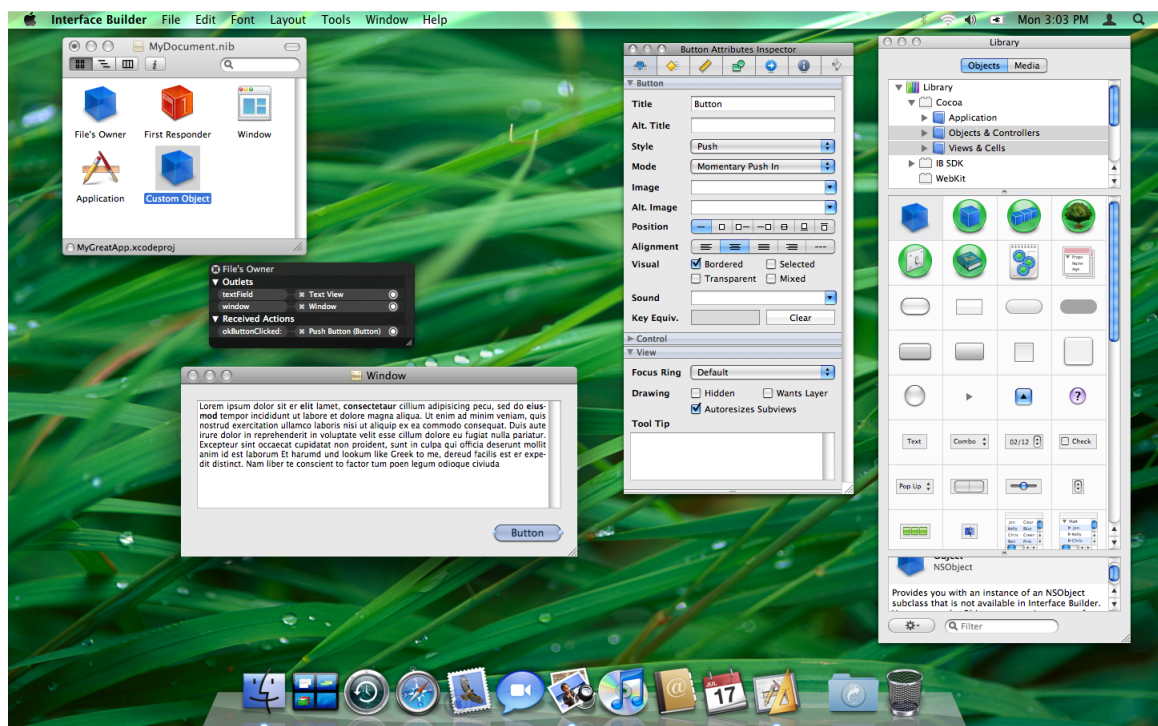 Interface Builder File Edit Font Layout Tools Window Help
Mon 3:03 PM
MyDocument.nib
File's Owner
First Responder
Window
Application
Custom Object
MyGreatApp.xcodeproj
File's Owner
Outlets
textField Text View
window Window
Received Actions
okButtonClicked: Push Button (Button)
Window
Lorem ipsum dolor sit er elit lamet, consectetaur cillium adipisicing pecu, sed do eius-
mod tempor incididunt ut labore et dolore magna aliqua. Ut enim ad minim veniam, quis
nostrud exercitation ullamco laboris nisi ut aliquip ex ea commodo consequat. Duis aute
irure dolor in reprehenderit in voluptate velit esse cillum dolore eu fugiat nulla pariatur.
Excepteur sint occaecat cupidatat non proident, sunt in culpa qui officia deserunt mollit
anim id est laborum Et harumd und lookum like Greek to me, dereud facilis est er expe-
dit distinct. Nam liber te conscient to factor tum poen legum odioque civiuda
Button
Button Attributes Inspector
Button
Title Button
Alt. Title
Style Push
Mode Momentary Push In
Image
Alt. Image
Position
Alignment
Visual Bordered Selected
Transparent Mixed
Sound
Key Equiv. Clear
Control
View
Focus Ring Default
Drawing Hidden Wants Layer
Autoresizes Subviews
Tool Tip
Library
Objects Media
Library
Cocoa
Application
Objects & Controllers
Views & Cells
IB SDK
WebKit
Props
Name
Age
Text
Combo
02/12
Check
Pop Up
Object
NSObject
Provides you with an instance of an NSObject
subclass that is not available in Interface Builder.
Filter
JUL
17